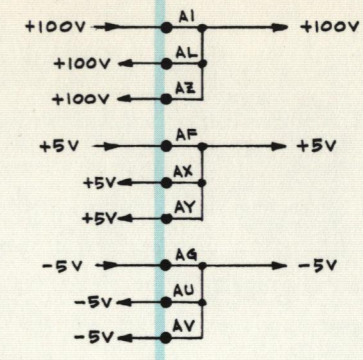 +100V A1 +100V
+100V AL
+100V AZ
+5V AF +5V
+5V AX
+5V AY
-5V AG -5V
-5V AU
-5V AV